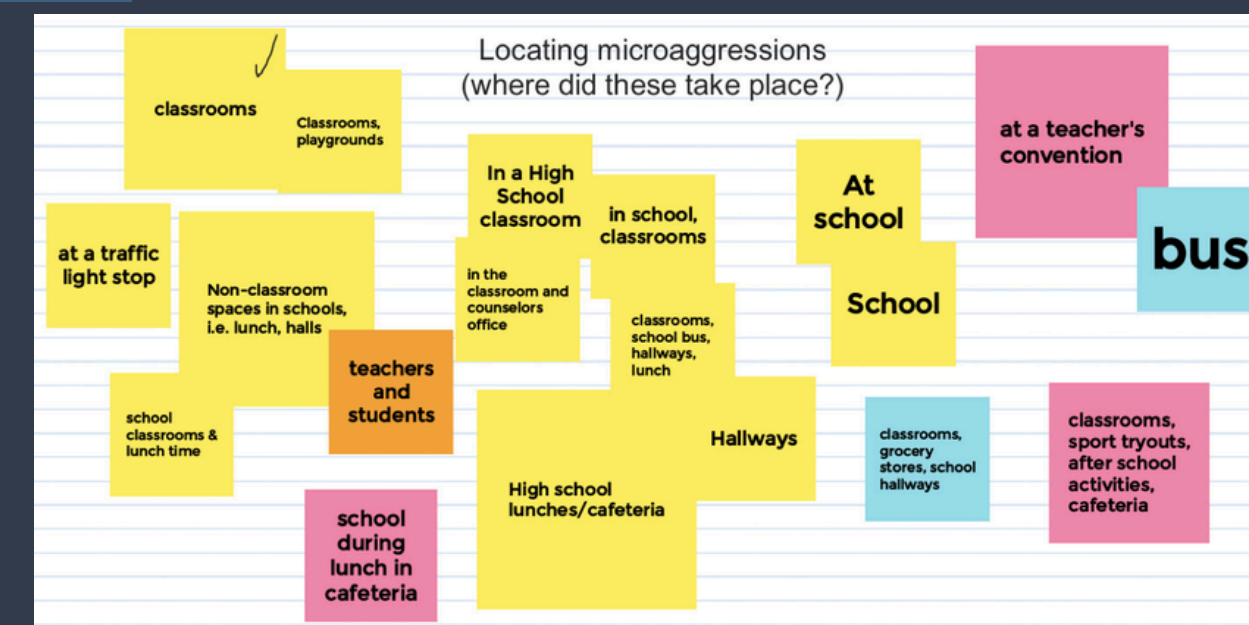 Locating microaggressions
(where did these take place?)
classrooms
Classrooms,
playgrounds
at a traffic
light stop
Non-classroom
spaces in schools,
i.e. lunch, halls
teachers
and
students
school
classrooms &
lunch time
school
during
lunch in
cafeteria
In a High
School
classroom
in school,
classrooms
in the
classroom and
counselors
office
classrooms,
school bus,
hallways,
lunch
Hallways
High school
lunches/cafeteria
At
school
School
at a teacher's
convention
bus
classrooms,
grocery
stores, school
hallways
classrooms,
sport tryouts,
after school
activities,
cafeteria